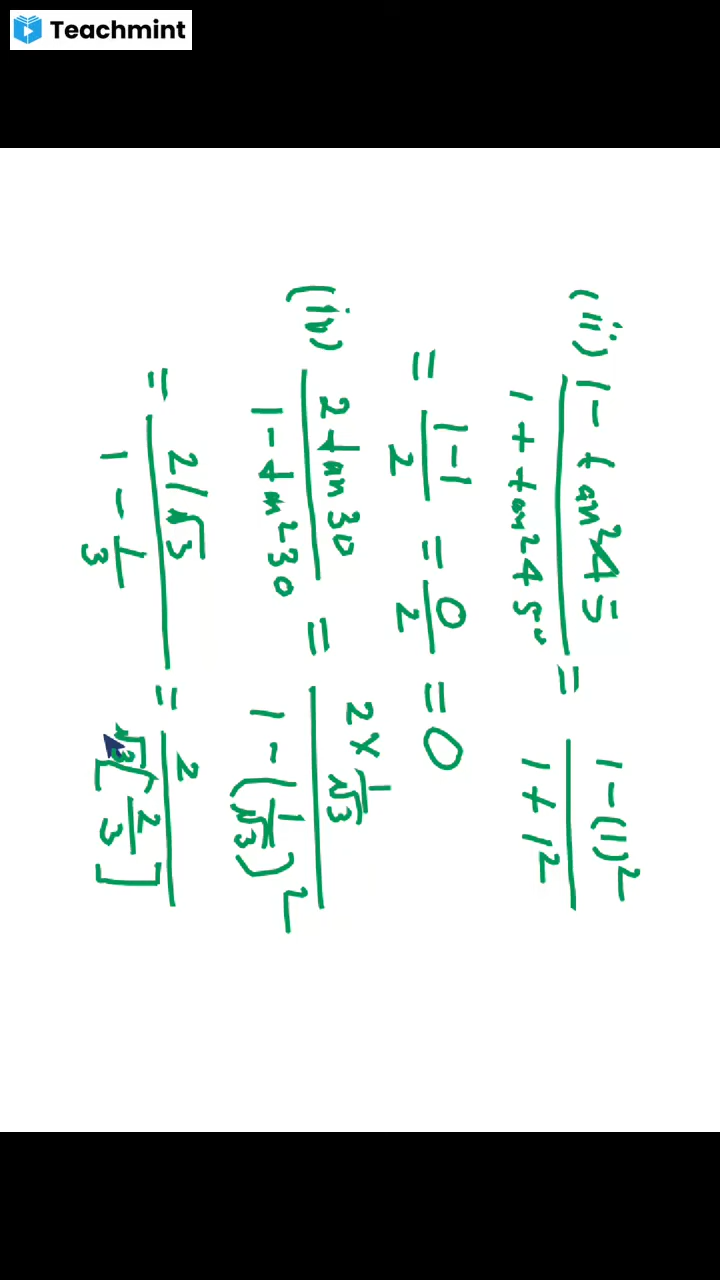 Teachmint
(ii) 1 - tan²45 / 1 + tan²45° = 1 - (1)² / 1 + 1²
= 1-1 / 2 = 0/2 = 0
(iv) 2 tan 30 / 1 - tan²30 = 2 × 1/√3 / 1 - (1/√3)²
= 2/√3 / 1 - 1/3 = 2 / √3 [2/3]